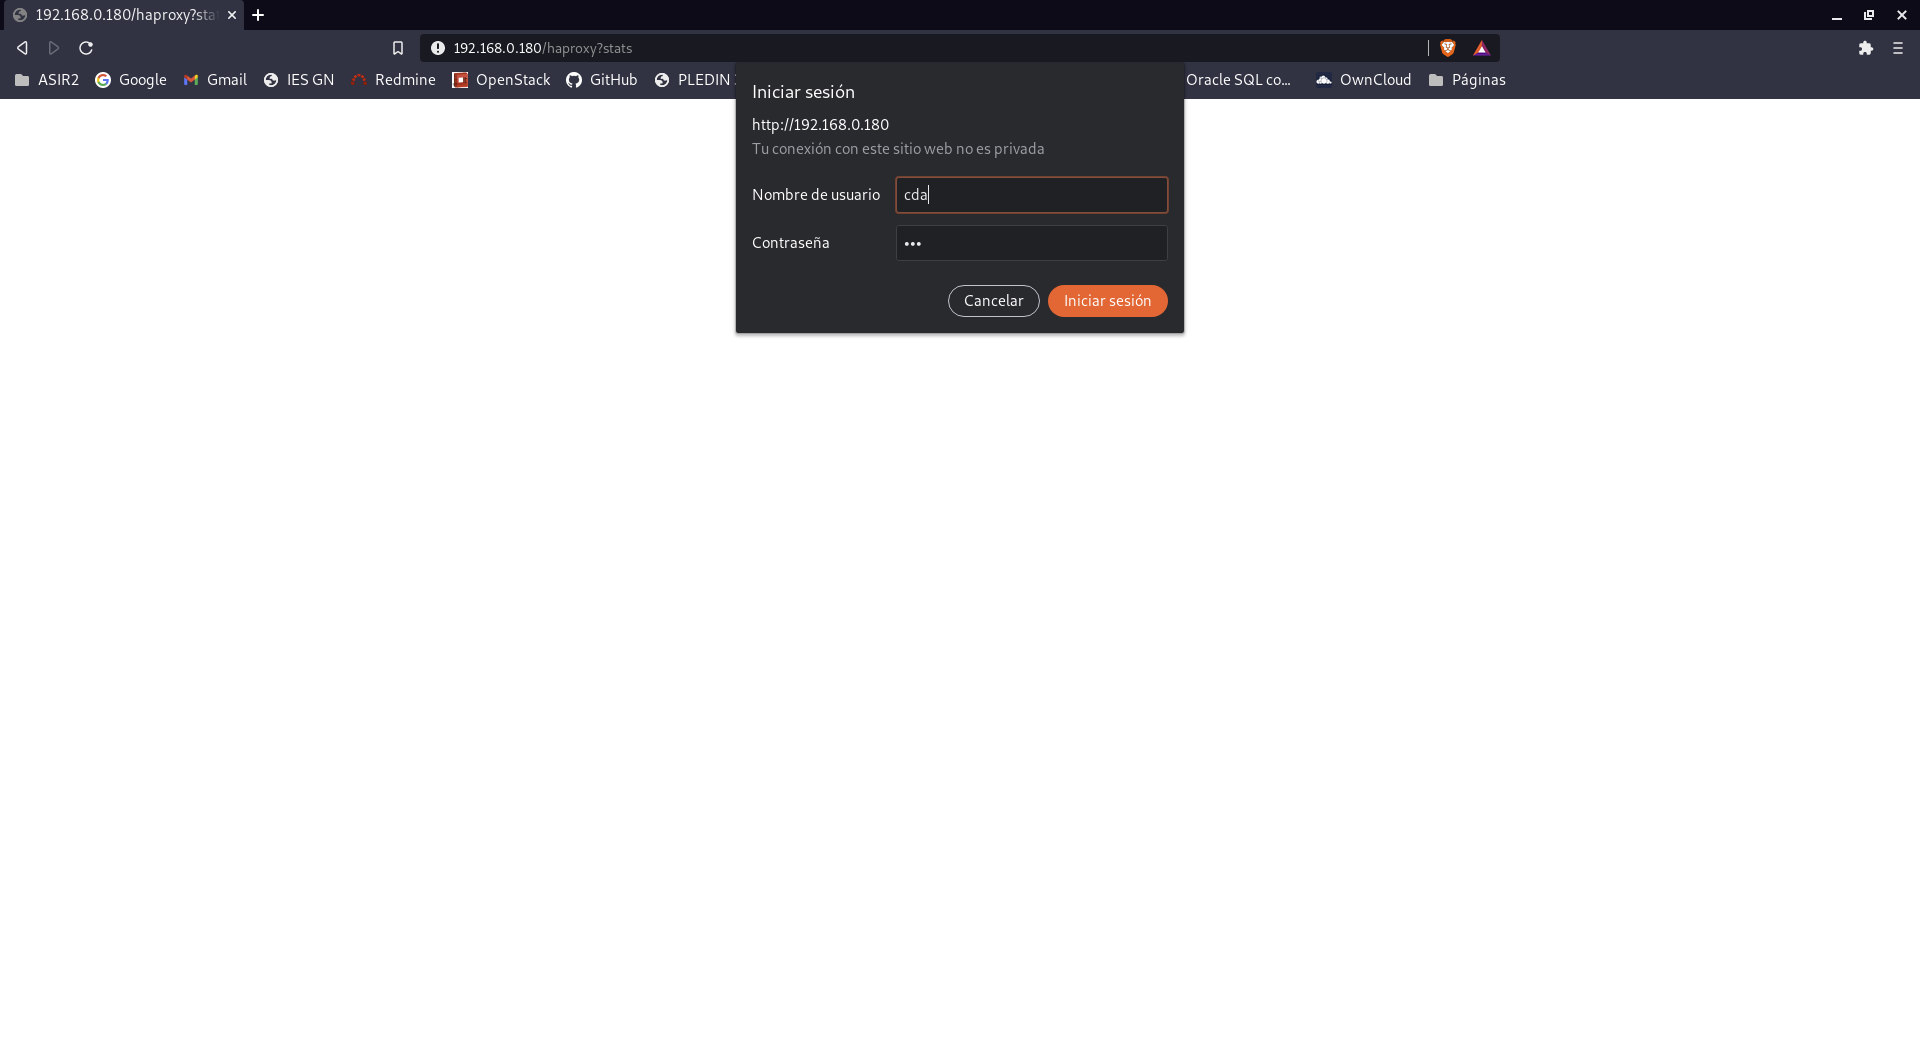 192.168.0.180/haproxy?sta
192.168.0.180/haproxy?stats
ASIR2 Google Gmail IES GN Redmine OpenStack GitHub PLEDIN Oracle SQL co... OwnCloud Páginas
Iniciar sesión
http://192.168.0.180
Tu conexión con este sitio web no es privada
Nombre de usuario cda
Contraseña •••
Cancelar Iniciar sesión